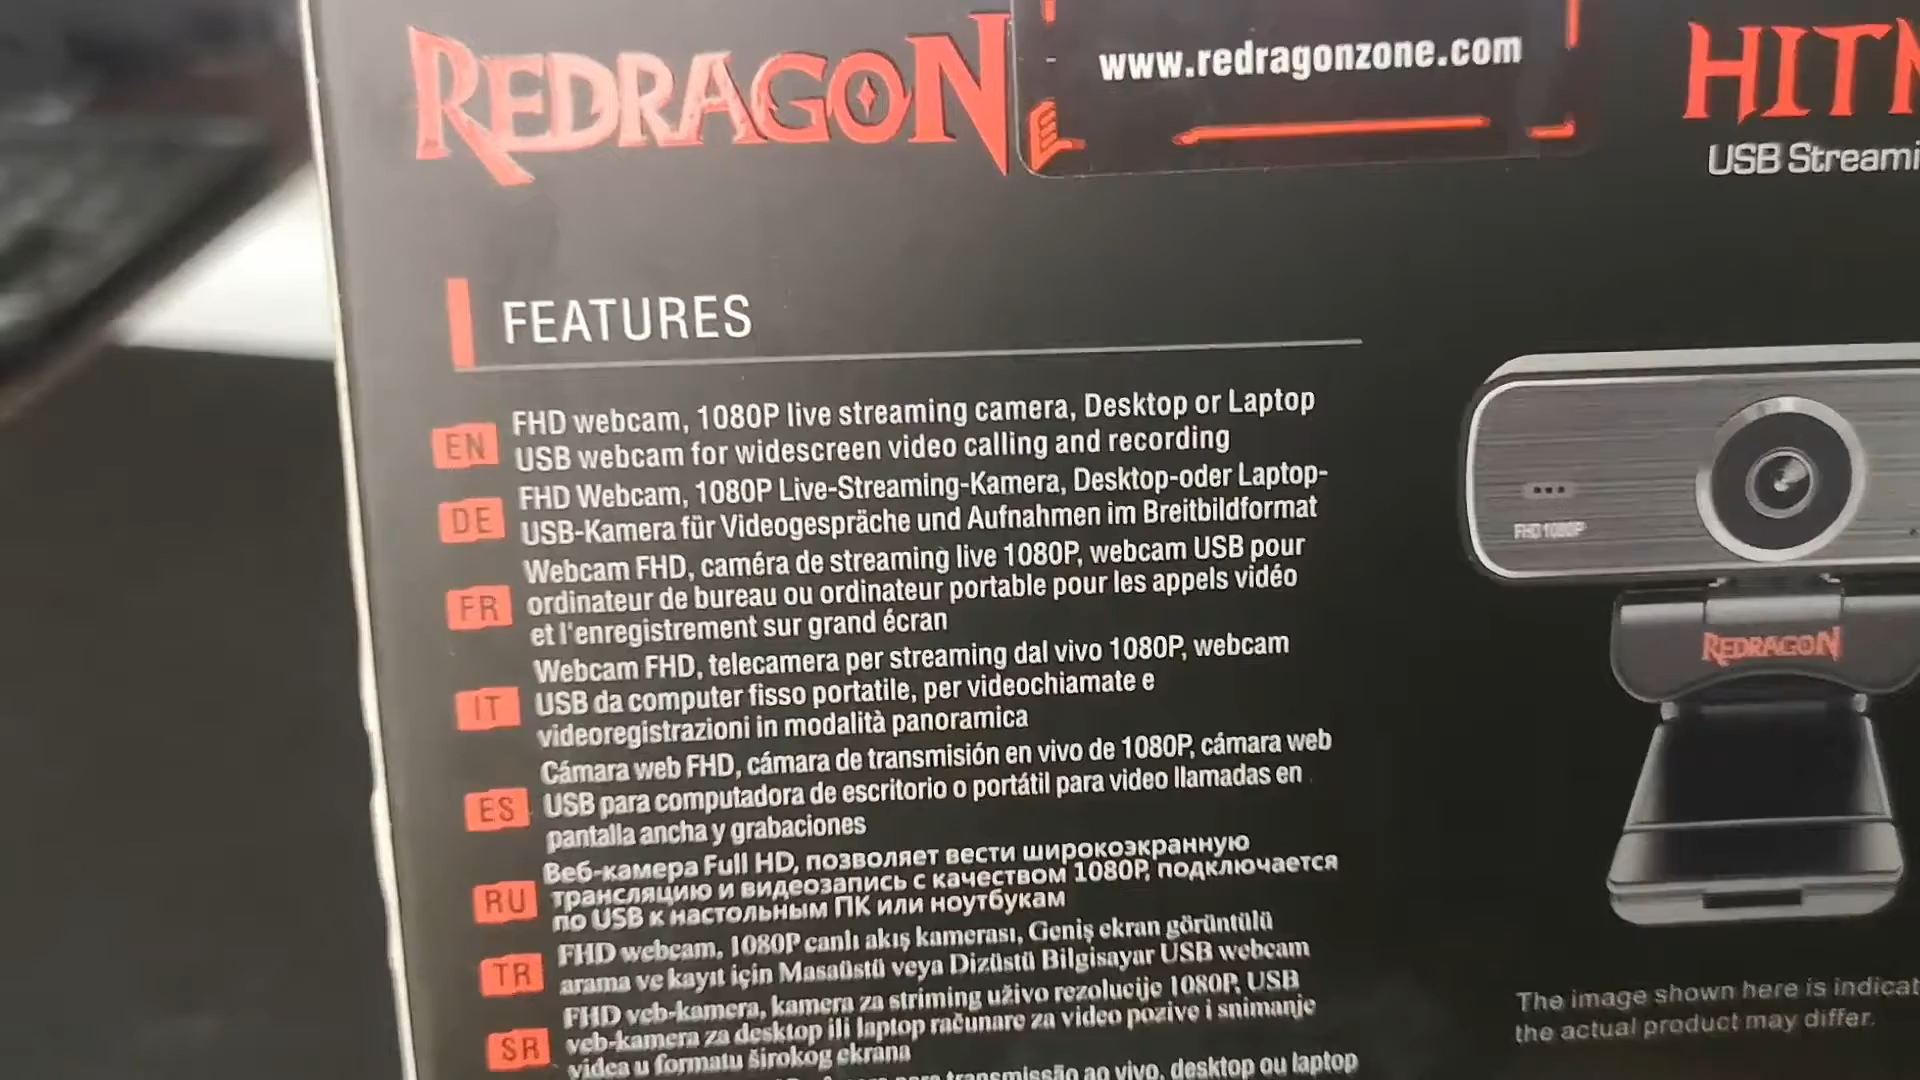 REDRAGON
www.redragonzone.com
USB
FEATURES
EN
FHD webcam, 1080P live streaming camera, Desktop or Laptop
USB webcam for widescreen video calling and recording
DE
FHD Webcam, 1080P Live-Streaming-Kamera, Desktop-oder Laptop-
USB-Kamera für Videogespräche und Aufnahmen im Breitbildformat
FR
Webcam FHD, caméra de streaming live 1080P, webcam USB pour
ordinateur de bureau ou ordinateur portable pour les appels vidéo
et l'enregistrement sur grand écran
IT
Webcam FHD, telecamera per streaming dal vivo 1080P, webcam
USB da computer fisso portatile, per videochiamate e
videoregistrazioni in modalità panoramica
ES
Cámara web FHD, cámara de transmisión en vivo de 1080P, cámara web
USB para computadora de escritorio o portátil para video llamadas en
pantalla ancha y grabaciones
RU
Веб-камера Full HD, позволяет вести широкоэкранную
трансляцию и видеозапись с качеством 1080P, подключается
по USB к настольным ПК или ноутбукам
TR
FHD webcam, 1080P canlı akış kamerası, Geniş ekran görüntülü
arama ve kayıt için Masaüstü veya Dizüstü Bilgisayar USB webcam
SR
FHD veb-kamera, kamera za striming uživo rezolucije 1080P, USB
veb-kamera za desktop ili laptop računare za video pozive i snimanje
videa u formatu širokog ekrana
transmissão ao vivo, desktop ou laptop
FHD 1080P
REDRAGON
The image shown here is
the actual product may differ.